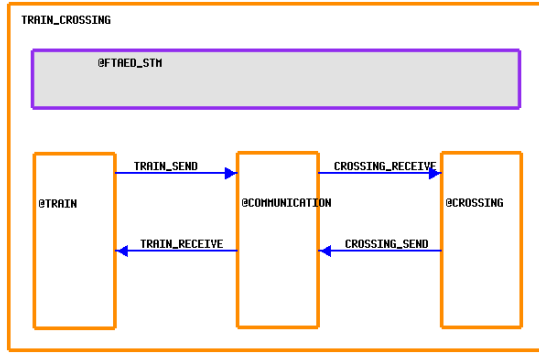 TRAIN_CROSSING
@FTAED_STM
TRAIN_SEND
CROSSING_RECEIVE
@TRAIN
@COMMUNICATION
@CROSSING
TRAIN_RECEIVE
CROSSING_SEND